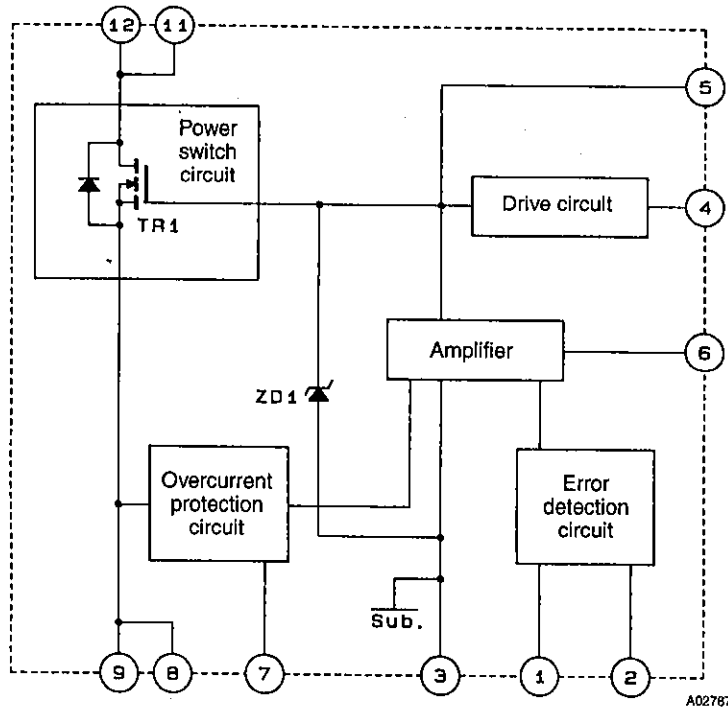 12 11
5
Power
switch
circuit
Drive circuit
4
TR1
Amplifier
6
ZD1
Overcurrent
protection
circuit
Error
detection
circuit
Sub.
9 8 7 3 1 2
A02787